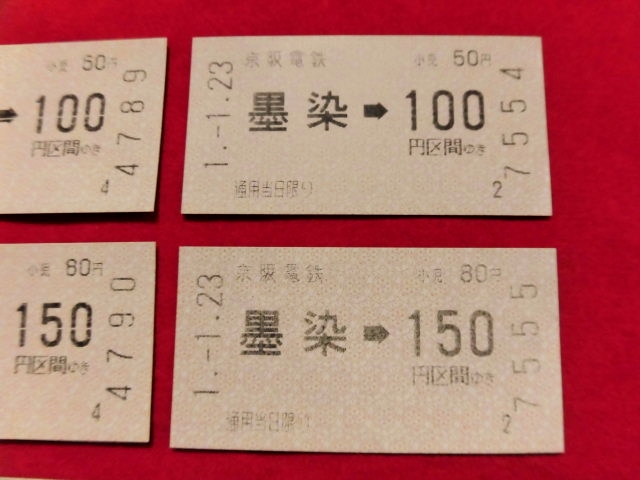 小児 50円
100
円区間ゆき
4
4789
1.-1.23
京阪電鉄
小児 50円
墨染➡100
円区間ゆき
通用当日限り
2
7554
小児 80円
150
円区間ゆき
4
4790
1.-1.23
京阪電鉄
小児 80円
墨染➡150
円区間ゆき
通用当日限り
2
7555